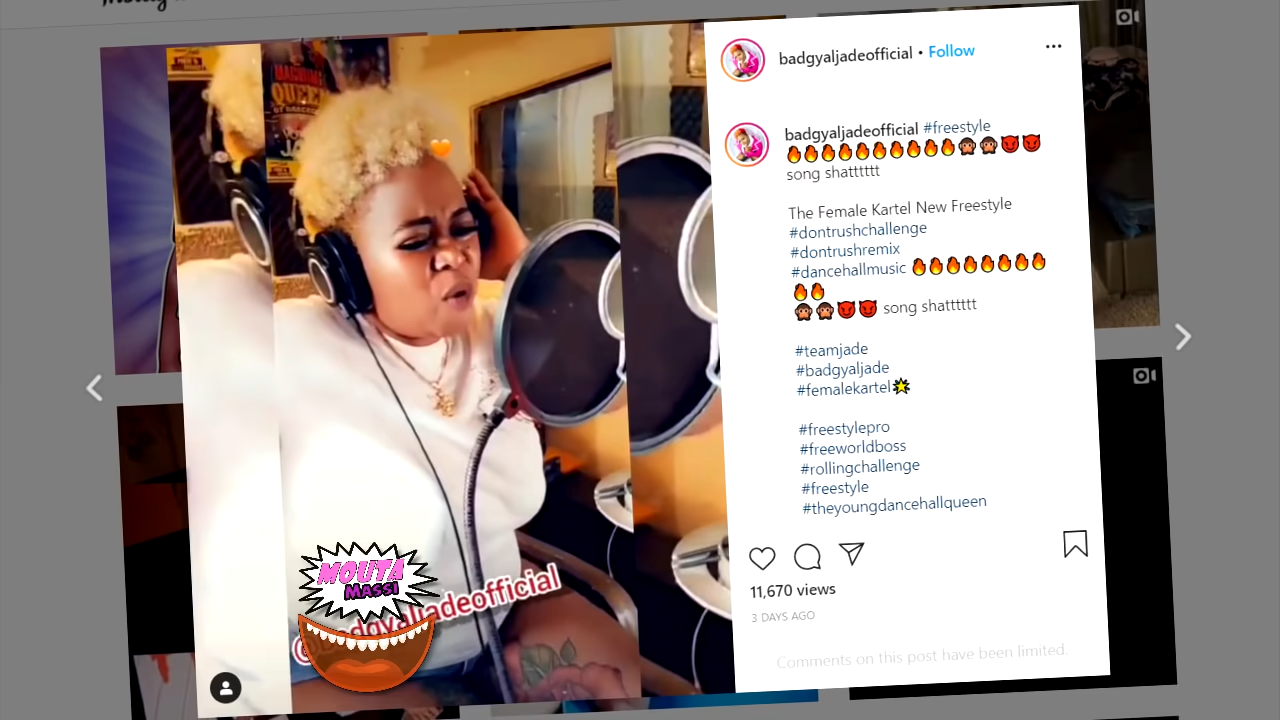 badgyaljadeofficial • Follow
badgyaljadeofficial #freestyle
🔥🔥🔥🔥🔥🔥🔥🔥🔥🔥🙊🙊😈😈
song shatttttt
The Female Kartel New Freestyle
#dontrushchallenge
#dontrushremix
#dancehallmusic 🔥🔥🔥🔥🔥🔥🔥🔥
🔥🔥
🙊🙊😈😈 song shatttttt
#teamjade
#badgyaljade
#femalekartel💥
#freestylepro
#freeworldboss
#rollingchallenge
#freestyle
#theyoungdancehallqueen
11,670 views
3 DAYS AGO
Comments on this post have been limited.
QUEEN
MOUTA
MASSI
@badgyaljadeofficial